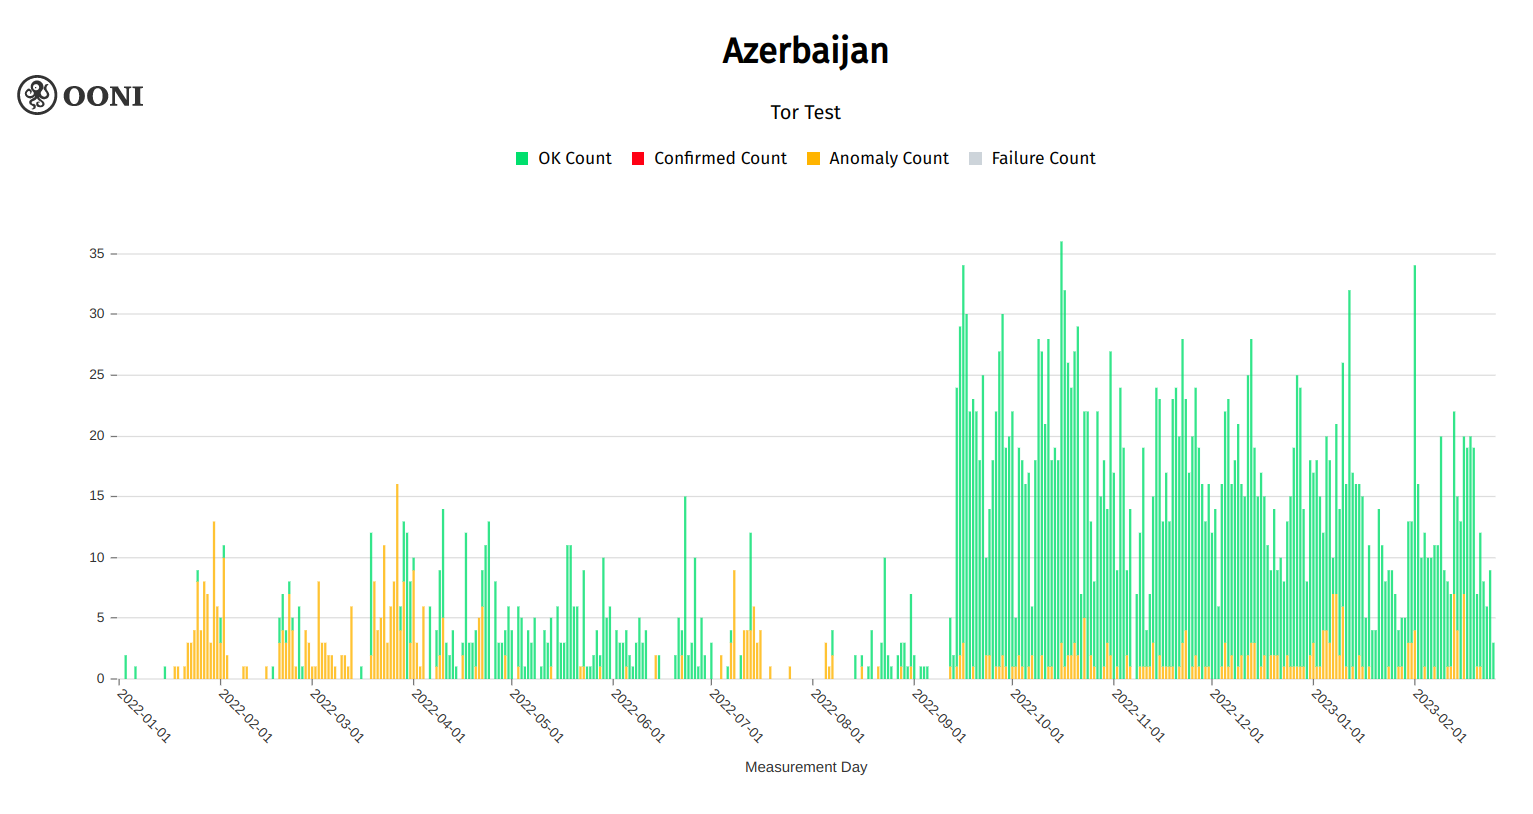 Azerbaijan
OONI
Tor Test
OK Count Confirmed Count Anomaly Count Failure Count
35
30
25
20
15
10
5
0
2022-01-01 2022-02-01 2022-03-01 2022-04-01 2022-05-01 2022-06-01 2022-07-01 2022-08-01 2022-09-01 2022-10-01 2022-11-01 2022-12-01 2023-01-01 2023-02-01
Measurement Day